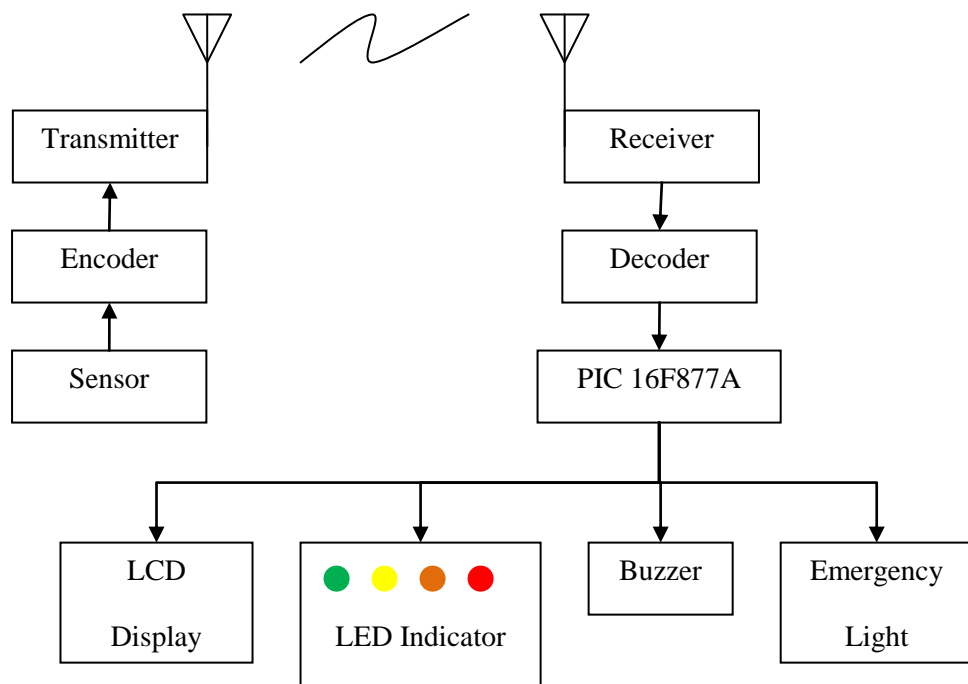 Transmitter
Receiver
Encoder
Decoder
Sensor
PIC 16F877A
LCD
Display
LED Indicator
Buzzer
Emergency
Light